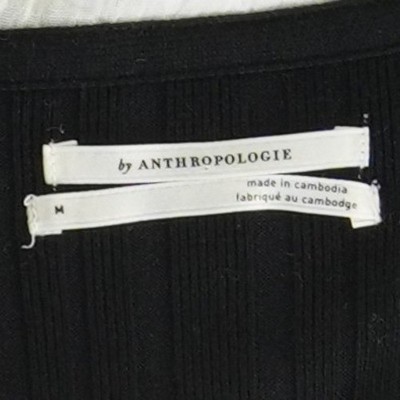 by ANTHROPOLOGIE
M
made in cambodia
fabriqué au cambodge